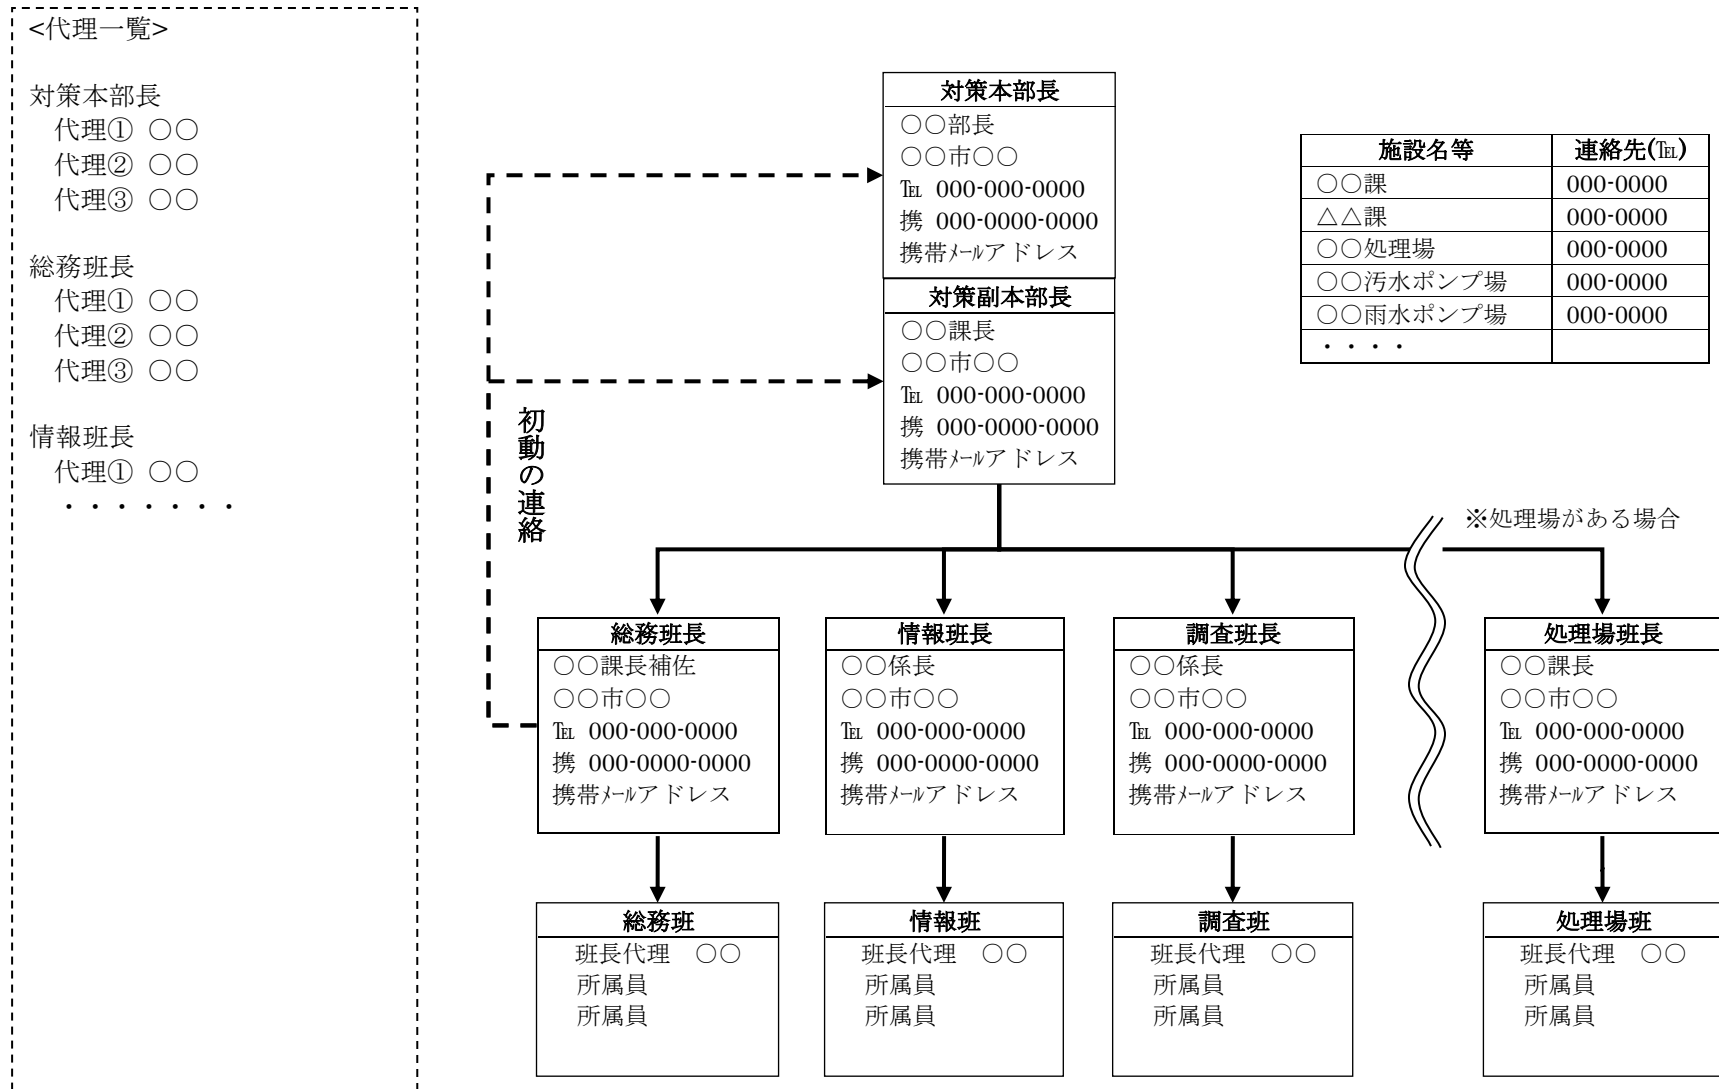 <代理一覧>
対策本部長
代理① ○○
代理② ○○
代理③ ○○
総務班長
代理① ○○
代理② ○○
代理③ ○○
情報班長
代理① ○○
・・・・・・・
対策本部長
○○部長
○○市○○
℡ 000-000-0000
携 000-0000-0000
携帯ﾒｰﾙアドレス
対策副本部長
○○課長
○○市○○
℡ 000-000-0000
携 000-0000-0000
携帯ﾒｰﾙアドレス
施設名等 連絡先(℡)
○○課 000-0000
△△課 000-0000
○○処理場 000-0000
○○汚水ポンプ場 000-0000
○○雨水ポンプ場 000-0000
・・・・
初動の連絡
※処理場がある場合
総務班長
○○課長補佐
○○市○○
℡ 000-000-0000
携 000-0000-0000
携帯ﾒｰﾙアドレス
情報班長
○○係長
○○市○○
℡ 000-000-0000
携 000-0000-0000
携帯ﾒｰﾙアドレス
調査班長
○○係長
○○市○○
℡ 000-000-0000
携 000-0000-0000
携帯ﾒｰﾙアドレス
処理場班長
○○課長
○○市○○
℡ 000-000-0000
携 000-0000-0000
携帯ﾒｰﾙアドレス
総務班
班長代理　○○
所属員
所属員
情報班
班長代理　○○
所属員
所属員
調査班
班長代理　○○
所属員
所属員
処理場班
班長代理　○○
所属員
所属員